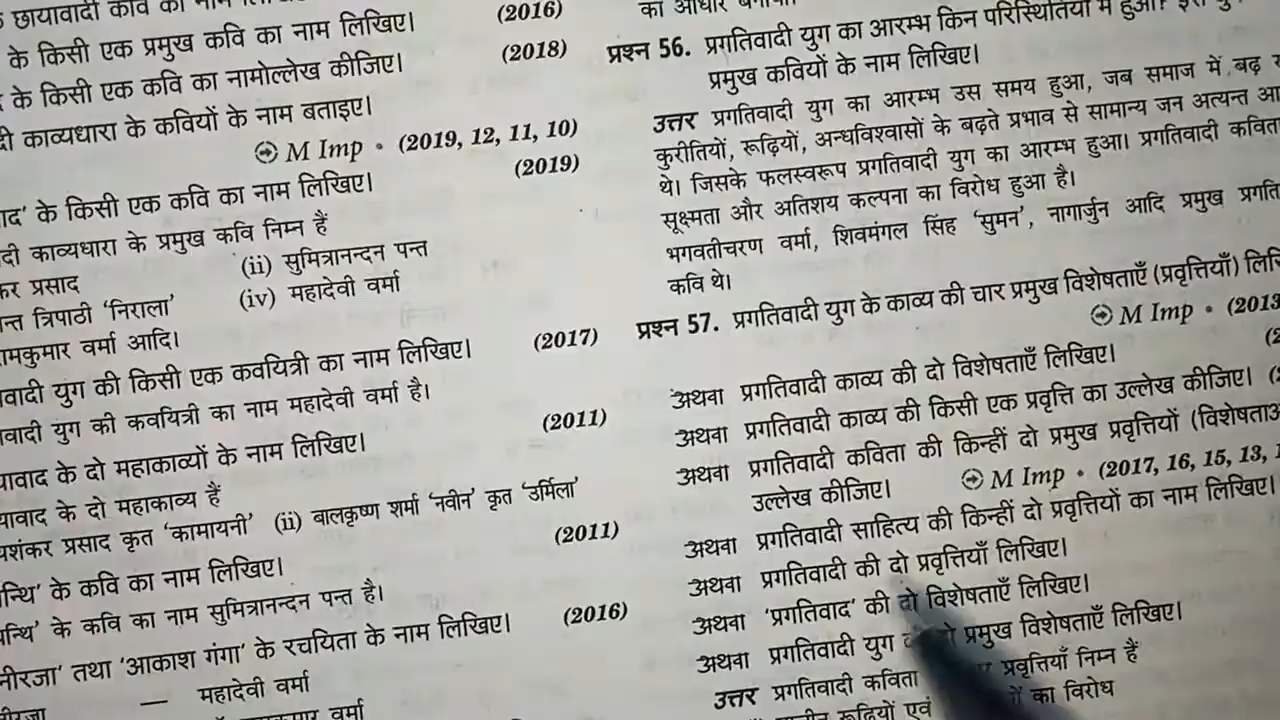 छायावादी कवि का नाम
के किसी एक प्रमुख कवि का नाम लिखिए। (2016)
के किसी एक कवि का नामोल्लेख कीजिए। (2018)
काव्यधारा के कवियों के नाम बताइए।
M Imp • (2019, 12, 11, 10)
के किसी एक कवि का नाम लिखिए। (2019)
काव्यधारा के प्रमुख कवि निम्न हैं
प्रसाद (ii) सुमित्रानन्दन पन्त
त्रिपाठी ‘निराला’ (iv) महादेवी वर्मा
वर्मा आदि।
युग की किसी एक कवयित्री का नाम लिखिए। (2017)
युग की कवयित्री का नाम महादेवी वर्मा है।
के दो महाकाव्यों के नाम लिखिए। (2011)
के दो महाकाव्य हैं
प्रसाद कृत ‘कामायनी’ (ii) बालकृष्ण शर्मा ‘नवीन’ कृत ‘उर्मिला’
के कवि का नाम लिखिए। (2011)
के कवि का नाम सुमित्रानन्दन पन्त है।
तथा ‘आकाश गंगा’ के रचयिता के नाम लिखिए। (2016)
— महादेवी वर्मा
वर्मा
का आधार
प्रश्न 56. प्रगतिवादी युग का आरम्भ किन परिस्थितियों में हुआ?
प्रमुख कवियों के नाम लिखिए।
उत्तर प्रगतिवादी युग का आरम्भ उस समय हुआ, जब समाज में बढ़
कुरीतियों, रूढ़ियों, अन्धविश्वासों के बढ़ते प्रभाव से सामान्य जन अत्यन्त
थे। जिसके फलस्वरूप प्रगतिवादी युग का आरम्भ हुआ। प्रगतिवादी
सूक्ष्मता और अतिशय कल्पना का विरोध हुआ है।
भगवतीचरण वर्मा, शिवमंगल सिंह ‘सुमन’, नागार्जुन आदि प्रमुख
कवि थे।
प्रश्न 57. प्रगतिवादी युग के काव्य की चार प्रमुख विशेषताएँ (प्रवृत्तियाँ)
M Imp • (2013
अथवा प्रगतिवादी काव्य की दो विशेषताएँ लिखिए।
अथवा प्रगतिवादी काव्य की किसी एक प्रवृत्ति का उल्लेख कीजिए।
अथवा प्रगतिवादी कविता की किन्हीं दो प्रमुख प्रवृत्तियों
उल्लेख कीजिए। M Imp • (2017, 16, 15, 13,
अथवा प्रगतिवादी साहित्य की किन्हीं दो प्रवृत्तियों का नाम लिखिए।
अथवा प्रगतिवादी की दो प्रवृत्तियाँ लिखिए।
अथवा ‘प्रगतिवाद’ की दो विशेषताएँ लिखिए।
अथवा प्रगतिवादी युग प्रमुख विशेषताएँ लिखिए।
उत्तर प्रगतिवादी कविता प्रवृत्तियाँ निम्न हैं
रूढ़ियों एवं का विरोध